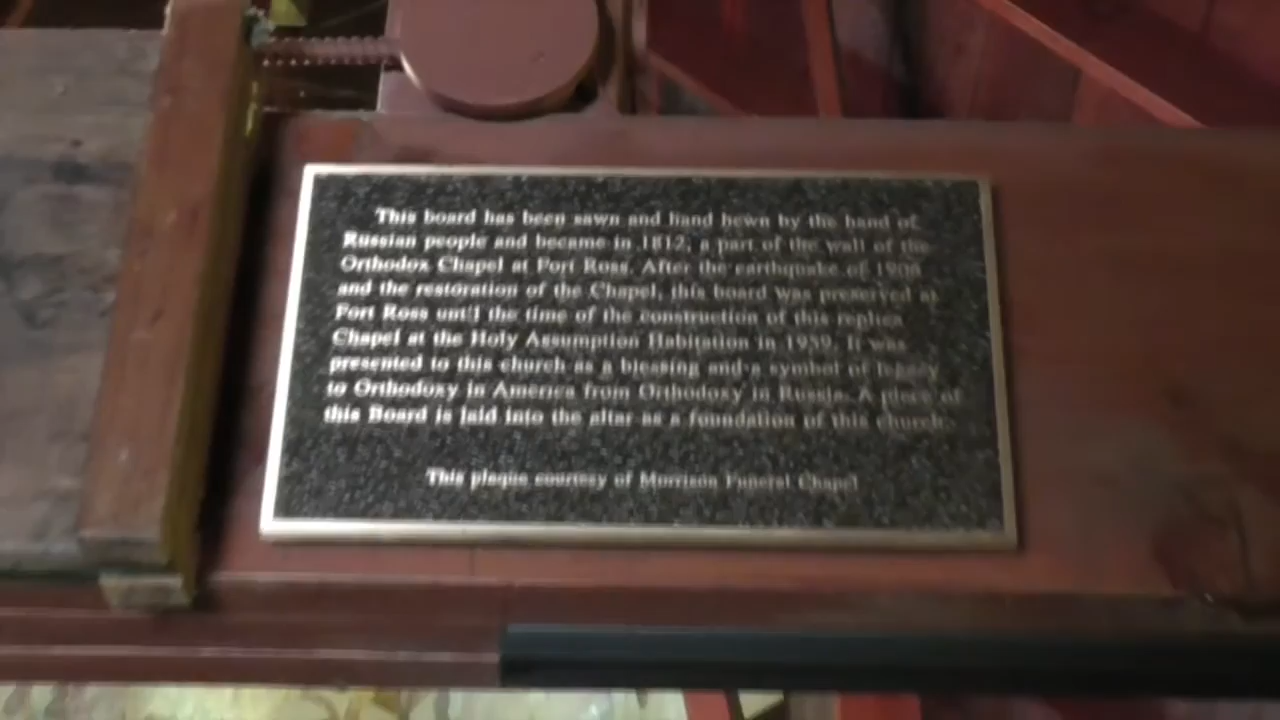 This board has been sawn and hand hewn by the hand of
Russian people and became in 1812, a part of the wall of the
Orthodox Chapel at Fort Ross. After the earthquake of 1906
and the restoration of the Chapel, this board was preserved at
Fort Ross until the time of the construction of this replica
Chapel at the Holy Assumption Habitation in 1959. It was
presented to this church as a blessing and a symbol of legacy
to Orthodoxy in America from Orthodoxy in Russia. A piece of
this Board is laid into the altar as a foundation of this church.
This plaque courtesy of Morrison Funeral Chapel